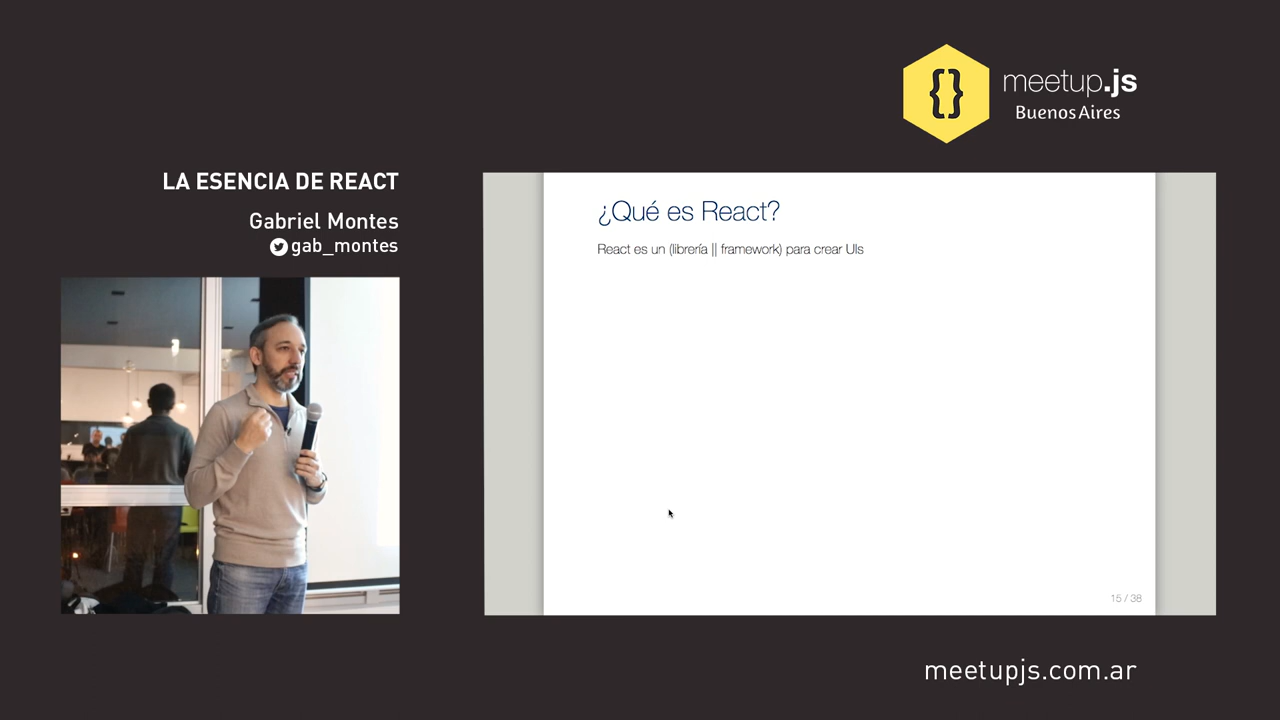 {}
meetup.js
Buenos Aires
LA ESENCIA DE REACT
Gabriel Montes
gab_montes
¿Qué es React?
React es un (librería || framework) para crear UIs
15 / 38
meetupjs.com.ar